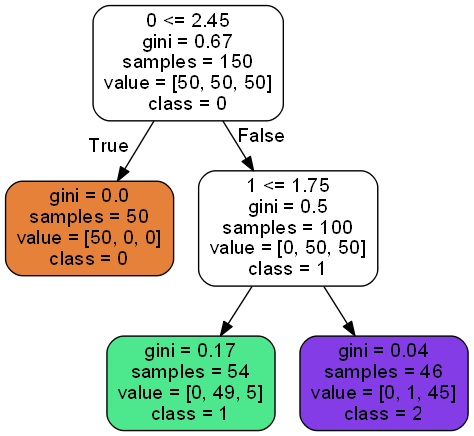 0 <= 2.45
gini = 0.67
samples = 150
value = [50, 50, 50]
class = 0
True
False
gini = 0.0
samples = 50
value = [50, 0, 0]
class = 0
1 <= 1.75
gini = 0.5
samples = 100
value = [0, 50, 50]
class = 1
gini = 0.17
samples = 54
value = [0, 49, 5]
class = 1
gini = 0.04
samples = 46
value = [0, 1, 45]
class = 2